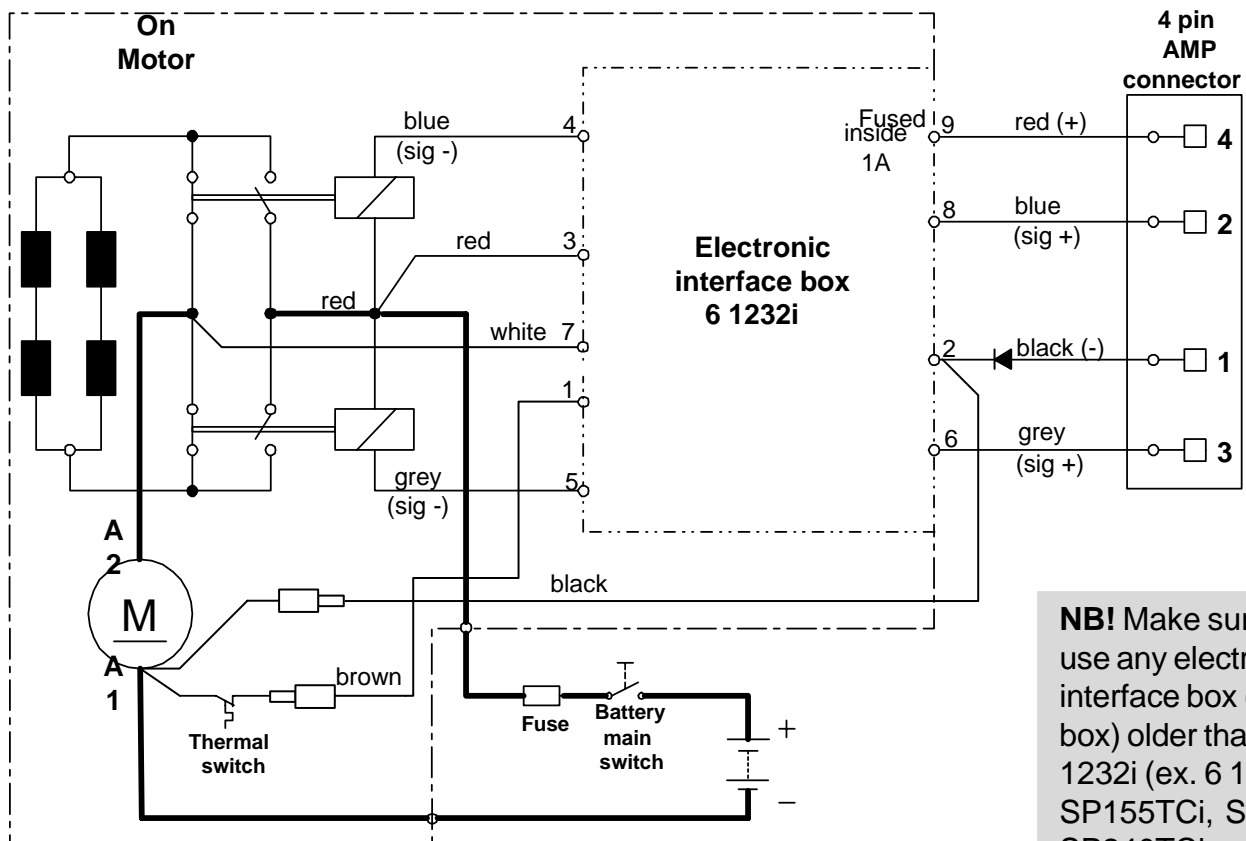 On
Motor
4 pin
AMP
connector
blue
(sig -)
4
Fused
inside
1A
9
red (+)
4
8
blue
(sig +)
2
red
3
Electronic
interface box
6 1232i
red
white 7
2
black (-)
1
1
6
grey
(sig +)
3
grey
(sig -)
5
A
2
M
A
1
black
brown
Thermal
switch
Fuse
Battery
main
switch
+
−
NB! Make sur
use any electr
interface box
box) older tha
1232i (ex. 6 1
SP155TCi, S